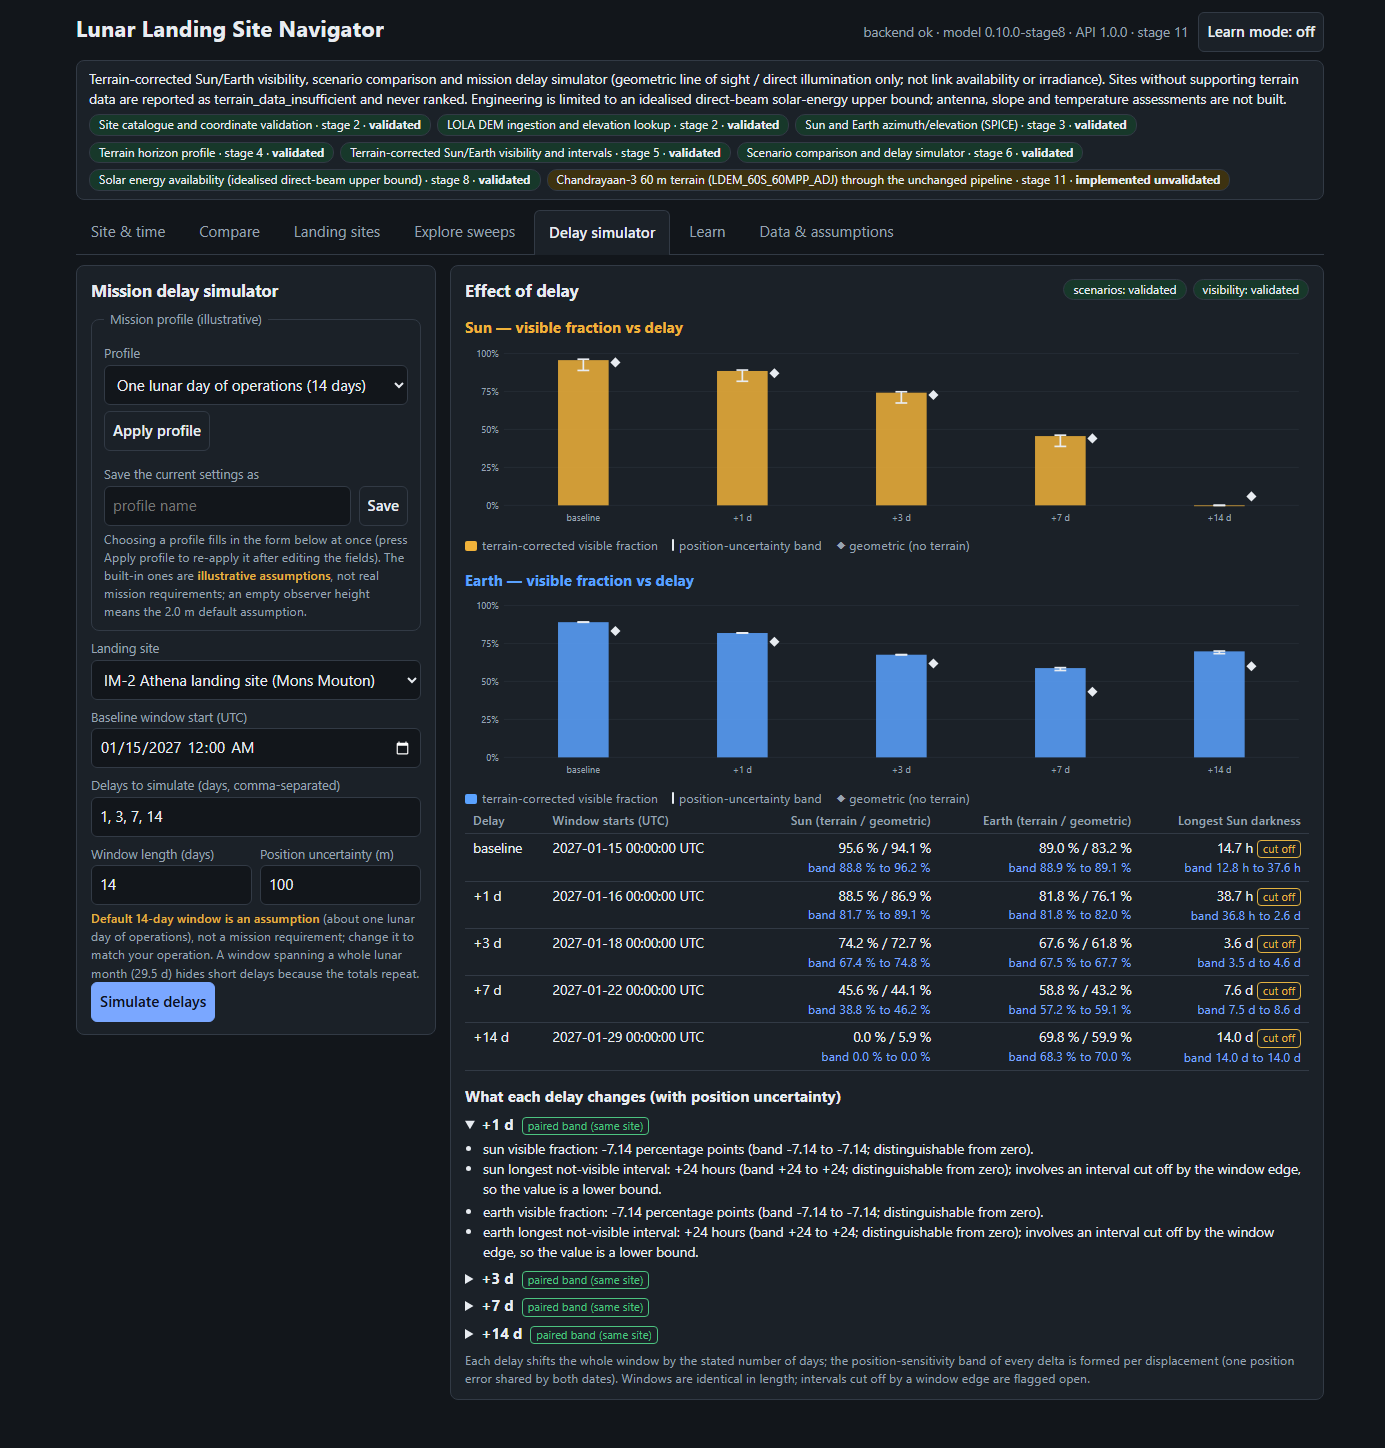 Lunar Landing Site Navigator
backend ok · model 0.10.0-stage8 · API 1.0.0 · stage 11
Learn mode: off
Terrain-corrected Sun/Earth visibility, scenario comparison and mission delay simulator (geometric line of sight / direct illumination only; not link availability or irradiance). Sites without supporting terrain
data are reported as terrain_data_insufficient and never ranked. Engineering is limited to an idealised direct-beam solar-energy upper bound; antenna, slope and temperature assessments are not built.
Site catalogue and coordinate validation · stage 2 · validated
LOLA DEM ingestion and elevation lookup · stage 2 · validated
Sun and Earth azimuth/elevation (SPICE) · stage 3 · validated
Terrain horizon profile · stage 4 · validated
Terrain-corrected Sun/Earth visibility and intervals · stage 5 · validated
Scenario comparison and delay simulator · stage 6 · validated
Solar energy availability (idealised direct-beam upper bound) · stage 8 · validated
Chandrayaan-3 60 m terrain (LDEM_60S_60MPP_ADJ) through the unchanged pipeline · stage 11 · implemented unvalidated
Site & time
Compare
Landing sites
Explore sweeps
Delay simulator
Learn
Data & assumptions
Mission delay simulator
Mission profile (illustrative)
Profile
One lunar day of operations (14 days)
Apply profile
Save the current settings as
profile name
Save
Choosing a profile fills in the form below at once (press
Apply profile to re-apply it after editing the fields). The
built-in ones are illustrative assumptions, not real
mission requirements; an empty observer height
means the 2.0 m default assumption.
Landing site
IM-2 Athena landing site (Mons Mouton)
Baseline window start (UTC)
01/15/2027 12:00 AM
Delays to simulate (days, comma-separated)
1, 3, 7, 14
Window length (days)
Position uncertainty (m)
14
100
Default 14-day window is an assumption (about one lunar
day of operations), not a mission requirement; change it to
match your operation. A window spanning a whole lunar
month (29.5 d) hides short delays because the totals repeat.
Simulate delays
Effect of delay
scenarios: validated
visibility: validated
Sun — visible fraction vs delay
100%
75%
50%
25%
0%
baseline
+1 d
+3 d
+7 d
+14 d
terrain-corrected visible fraction
position-uncertainty band
geometric (no terrain)
Earth — visible fraction vs delay
100%
75%
50%
25%
0%
baseline
+1 d
+3 d
+7 d
+14 d
terrain-corrected visible fraction
position-uncertainty band
geometric (no terrain)
Delay Window starts (UTC) Sun (terrain / geometric) Earth (terrain / geometric) Longest Sun darkness
baseline 2027-01-15 00:00:00 UTC 95.6 % / 94.1 % 89.0 % / 83.2 % 14.7 h cut off
band 88.8 % to 96.2 % band 88.9 % to 89.1 % band 12.8 h to 37.6 h
+1 d 2027-01-16 00:00:00 UTC 88.5 % / 86.9 % 81.8 % / 76.1 % 38.7 h cut off
band 81.7 % to 89.1 % band 81.8 % to 82.0 % band 36.8 h to 2.6 d
+3 d 2027-01-18 00:00:00 UTC 74.2 % / 72.7 % 67.6 % / 61.8 % 3.6 d cut off
band 67.4 % to 74.8 % band 67.5 % to 67.7 % band 3.5 d to 4.6 d
+7 d 2027-01-22 00:00:00 UTC 45.6 % / 44.1 % 58.8 % / 43.2 % 7.6 d cut off
band 38.8 % to 46.2 % band 57.2 % to 59.1 % band 7.5 d to 8.6 d
+14 d 2027-01-29 00:00:00 UTC 0.0 % / 5.9 % 69.8 % / 59.9 % 14.0 d cut off
band 0.0 % to 0.0 % band 68.3 % to 70.0 % band 14.0 d to 14.0 d
What each delay changes (with position uncertainty)
+1 d paired band (same site)
sun visible fraction: -7.14 percentage points (band -7.14 to -7.14; distinguishable from zero).
sun longest not-visible interval: +24 hours (band +24 to +24; distinguishable from zero); involves an interval cut off by the window edge,
so the value is a lower bound.
earth visible fraction: -7.14 percentage points (band -7.14 to -7.14; distinguishable from zero).
earth longest not-visible interval: +24 hours (band +24 to +24; distinguishable from zero); involves an interval cut off by the window
edge, so the value is a lower bound.
+3 d paired band (same site)
+7 d paired band (same site)
+14 d paired band (same site)
Each delay shifts the whole window by the stated number of days; the position-sensitivity band of every delta is formed per displacement (one position
error shared by both dates). Windows are identical in length; intervals cut off by a window edge are flagged open.